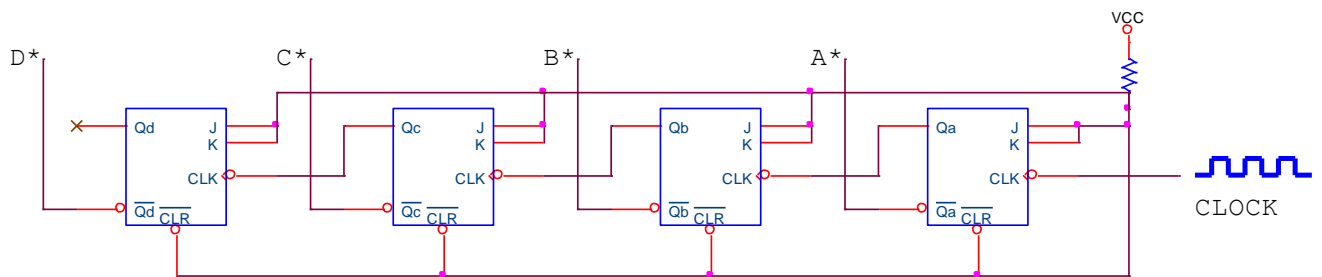 VCC
D* C* B* A*
Qd J Qc J Qb J Qa J
K K K K
CLK CLK CLK CLK
Qd CLR Qc CLR Qb CLR Qa CLR
CLOCK